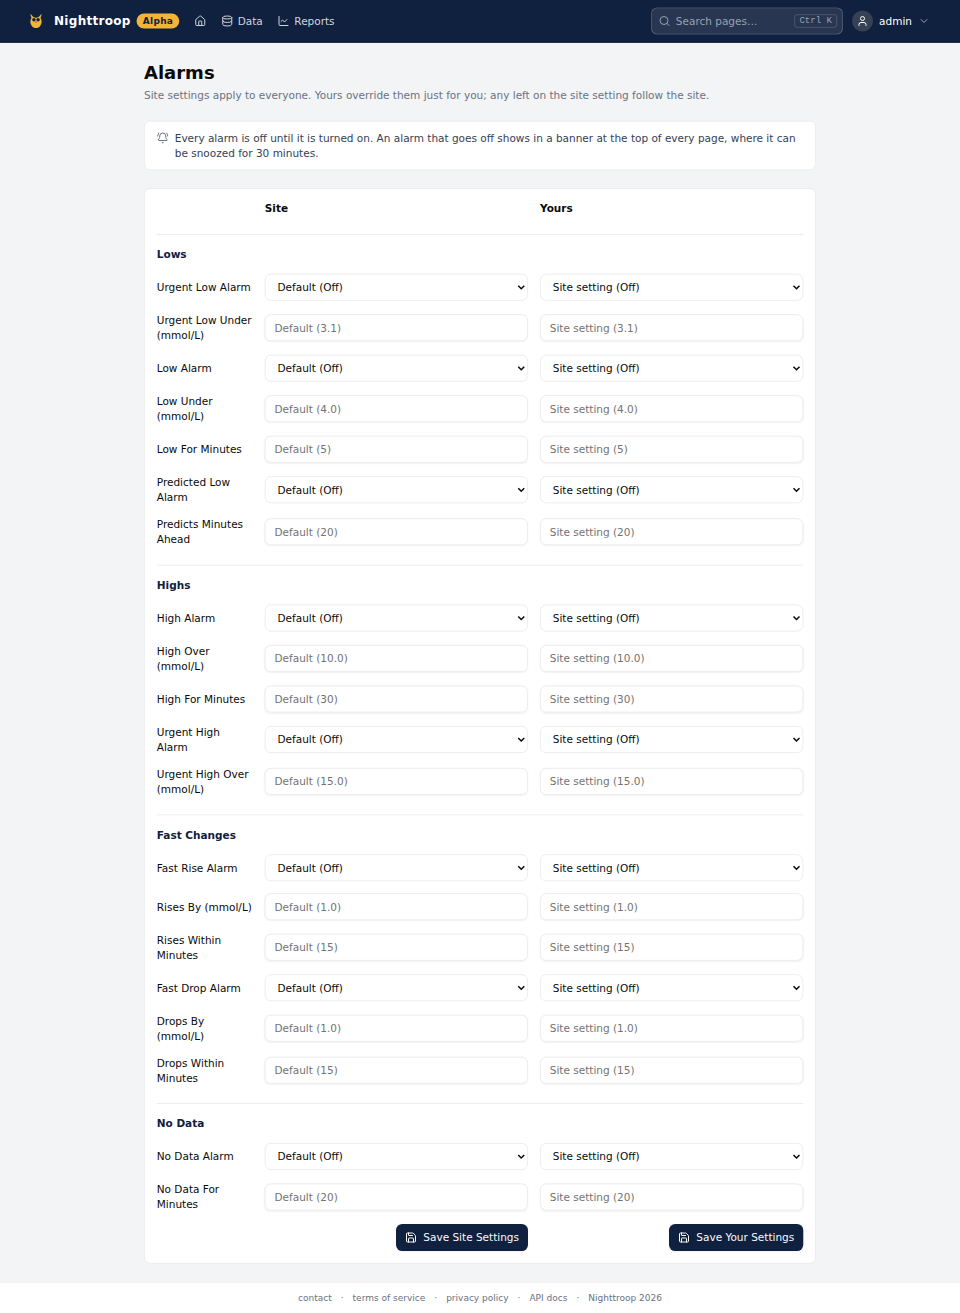 Nighttroop Alpha Data Reports Search pages... Ctrl K admin
Alarms
Site settings apply to everyone. Yours override them just for you; any left on the site setting follow the site.
Every alarm is off until it is turned on. An alarm that goes off shows in a banner at the top of every page, where it can
be snoozed for 30 minutes.
Site Yours
Lows
Urgent Low Alarm Default (Off) Site setting (Off)
Urgent Low Under
(mmol/L) Default (3.1) Site setting (3.1)
Low Alarm Default (Off) Site setting (Off)
Low Under
(mmol/L) Default (4.0) Site setting (4.0)
Low For Minutes Default (5) Site setting (5)
Predicted Low
Alarm Default (Off) Site setting (Off)
Predicts Minutes
Ahead Default (20) Site setting (20)
Highs
High Alarm Default (Off) Site setting (Off)
High Over
(mmol/L) Default (10.0) Site setting (10.0)
High For Minutes Default (30) Site setting (30)
Urgent High
Alarm Default (Off) Site setting (Off)
Urgent High Over
(mmol/L) Default (15.0) Site setting (15.0)
Fast Changes
Fast Rise Alarm Default (Off) Site setting (Off)
Rises By (mmol/L) Default (1.0) Site setting (1.0)
Rises Within
Minutes Default (15) Site setting (15)
Fast Drop Alarm Default (Off) Site setting (Off)
Drops By
(mmol/L) Default (1.0) Site setting (1.0)
Drops Within
Minutes Default (15) Site setting (15)
No Data
No Data Alarm Default (Off) Site setting (Off)
No Data For
Minutes Default (20) Site setting (20)
Save Site Settings Save Your Settings
contact · terms of service · privacy policy · API docs · Nighttroop 2026